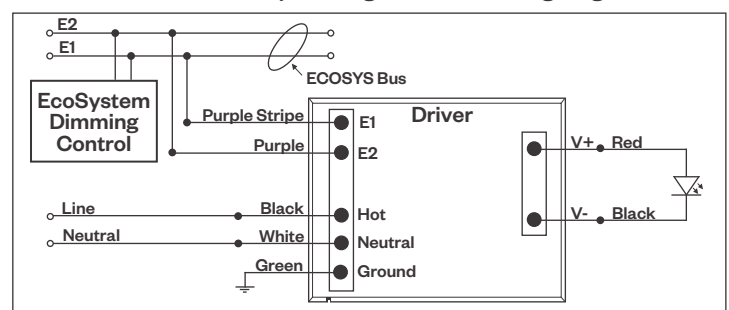 E2
E1
ECOSYS Bus
EcoSystem
Dimming
Control
Driver
Purple Stripe
E1
Purple
E2
V+
Red
Line
Black
Hot
V-
Black
Neutral
White
Neutral
Green
Ground